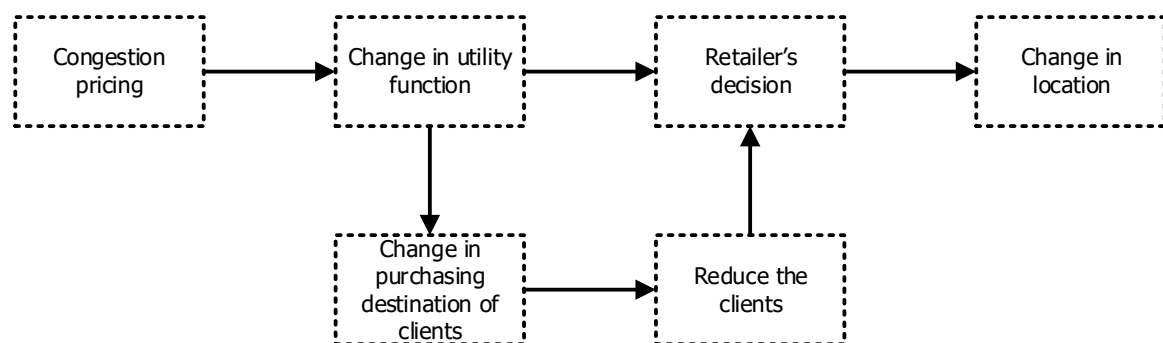 Congestion
pricing
Change in utility
function
Retailer’s
decision
Change in
location
Change in
purchasing
destination of
clients
Reduce the
clients